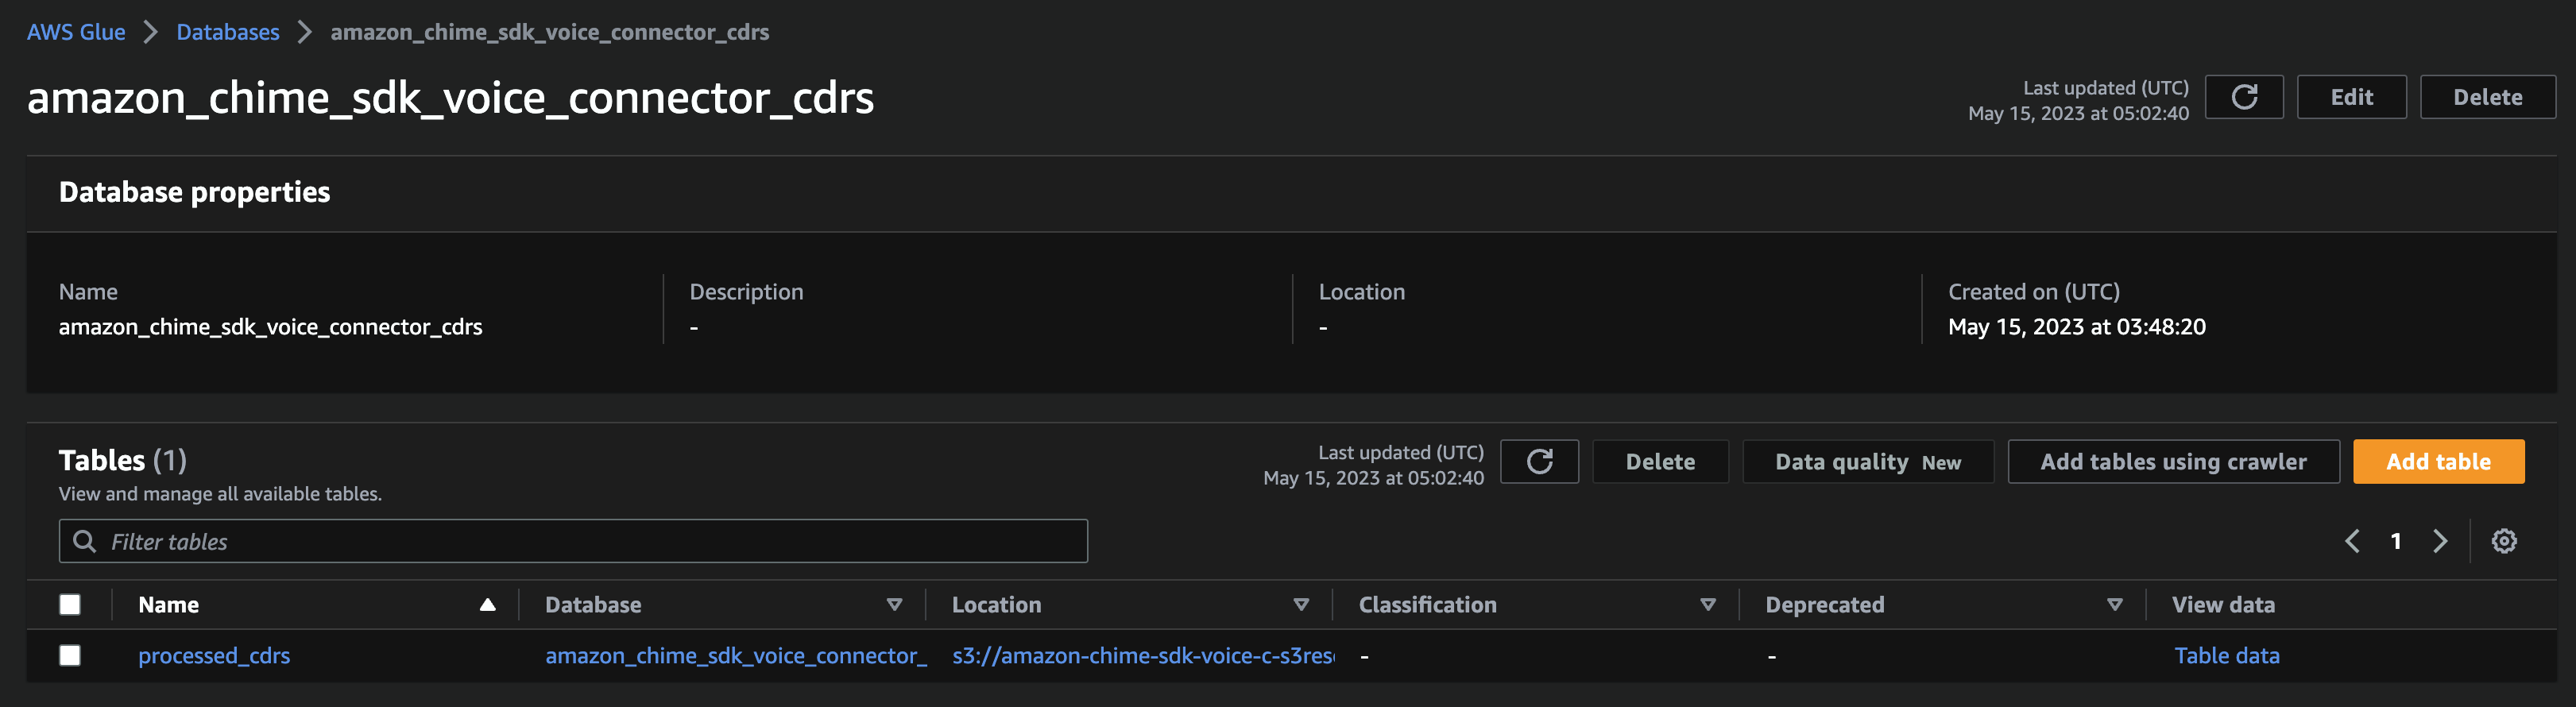 AWS Glue > Databases > amazon_chime_sdk_voice_connector_cdrs
amazon_chime_sdk_voice_connector_cdrs
Last updated (UTC)
May 15, 2023 at 05:02:40
Edit
Delete
Database properties
Name
amazon_chime_sdk_voice_connector_cdrs
Description
-
Location
-
Created on (UTC)
May 15, 2023 at 03:48:20
Tables (1)
View and manage all available tables.
Last updated (UTC)
May 15, 2023 at 05:02:40
Delete
Data quality New
Add tables using crawler
Add table
Filter tables
1
Name Database Location Classification Deprecated View data
processed_cdrs amazon_chime_sdk_voice_connector_ s3://amazon-chime-sdk-voice-c-s3res - - Table data